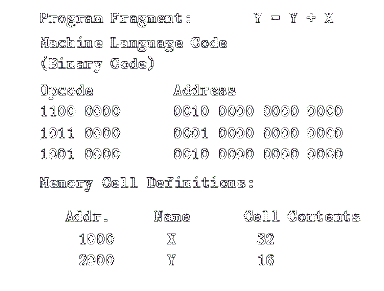 Program Fragment: Y = Y + X
Machine Language Code
(Binary Code)
Opcode Address
1100 0000 0010 0000 0000 0000
1011 0000 0001 0000 0000 0000
1001 0000 0010 0000 0000 0000
Memory Cell Definitions:
Addr. Name Cell Contents
1000 X 32
2000 Y 16